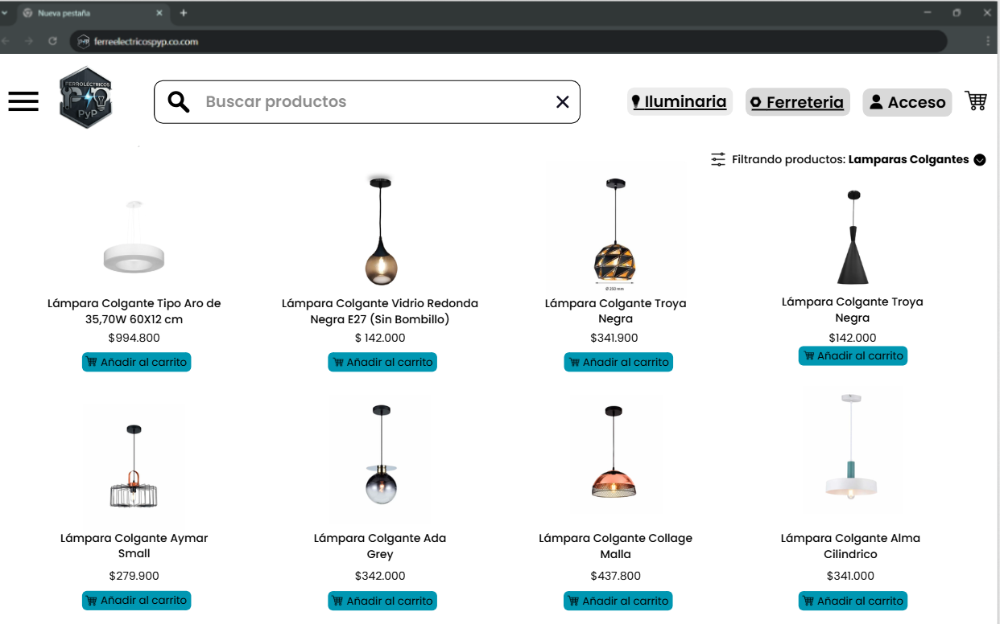 Nueva pestaña
ferreelectricospyp.co.com
FERROLECTRICOS
PyP
Buscar productos
Iluminaria
Ferreteria
Acceso
Filtrando productos: Lamparas Colgantes
Ø 250 mm
Lámpara Colgante Tipo Aro de
35,70W 60X12 cm
$994.800
Añadir al carrito
Lámpara Colgante Vidrio Redonda
Negra E27 (Sin Bombillo)
$ 142.000
Añadir al carrito
Lámpara Colgante Troya
Negra
$341.900
Añadir al carrito
Lámpara Colgante Troya
Negra
$142.000
Añadir al carrito
Lámpara Colgante Aymar
Small
$279.900
Añadir al carrito
Lámpara Colgante Ada
Grey
$342.000
Añadir al carrito
Lámpara Colgante Collage
Malla
$437.800
Añadir al carrito
Lámpara Colgante Alma
Cilindrico
$341.000
Añadir al carrito